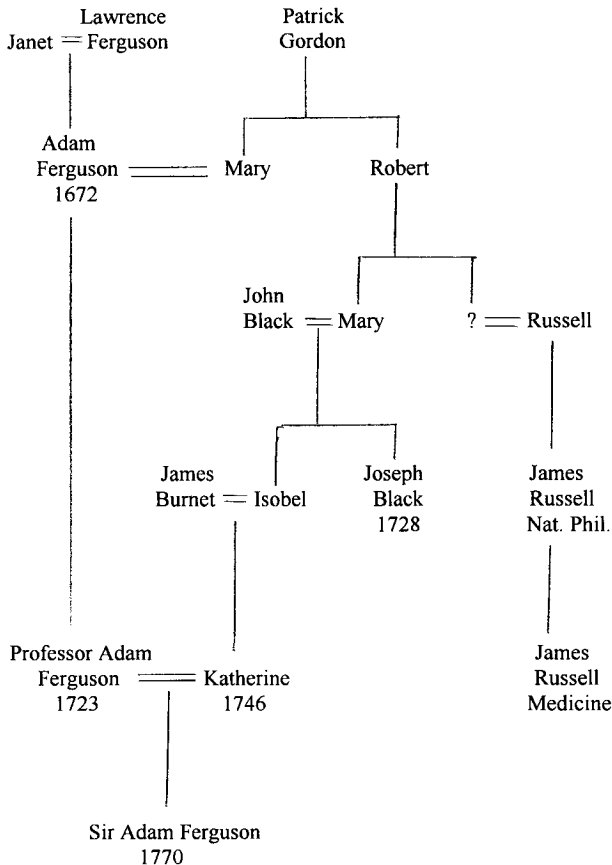 Lawrence
Janet = Ferguson
Patrick
Gordon
Adam
Ferguson
1672
Mary
Robert
John
Black = Mary
? = Russell
James
Burnet = Isobel
Joseph
Black
1728
James
Russell
Nat. Phil.
Professor Adam
Ferguson
1723
Katherine
1746
James
Russell
Medicine
Sir Adam Ferguson
1770